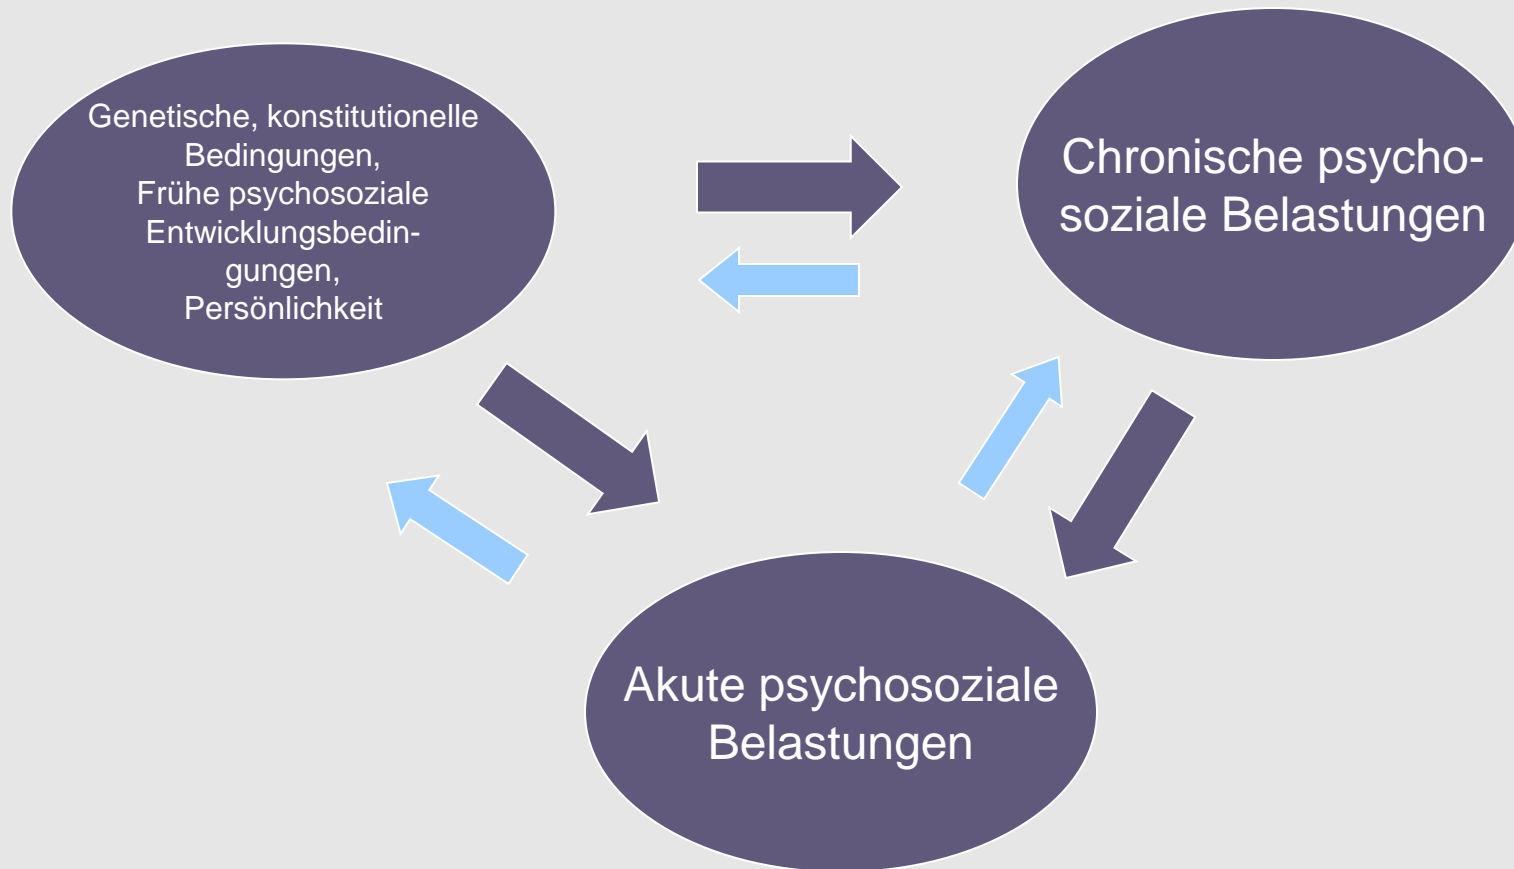 Genetische, konstitutionelle
Bedingungen,
Frühe psychosoziale
Entwicklungsbedin-
gungen,
Persönlichkeit
Chronische psycho-
soziale Belastungen
Akute psychosoziale
Belastungen